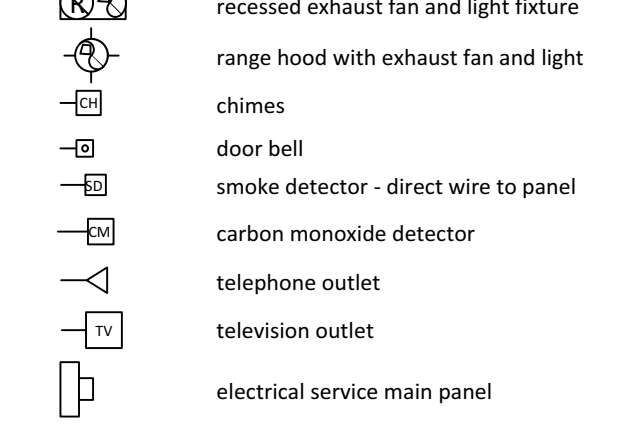 R recessed exhaust fan and light fixture
range hood with exhaust fan and light
CH chimes
door bell
SD smoke detector - direct wire to panel
CM carbon monoxide detector
telephone outlet
TV television outlet
electrical service main panel